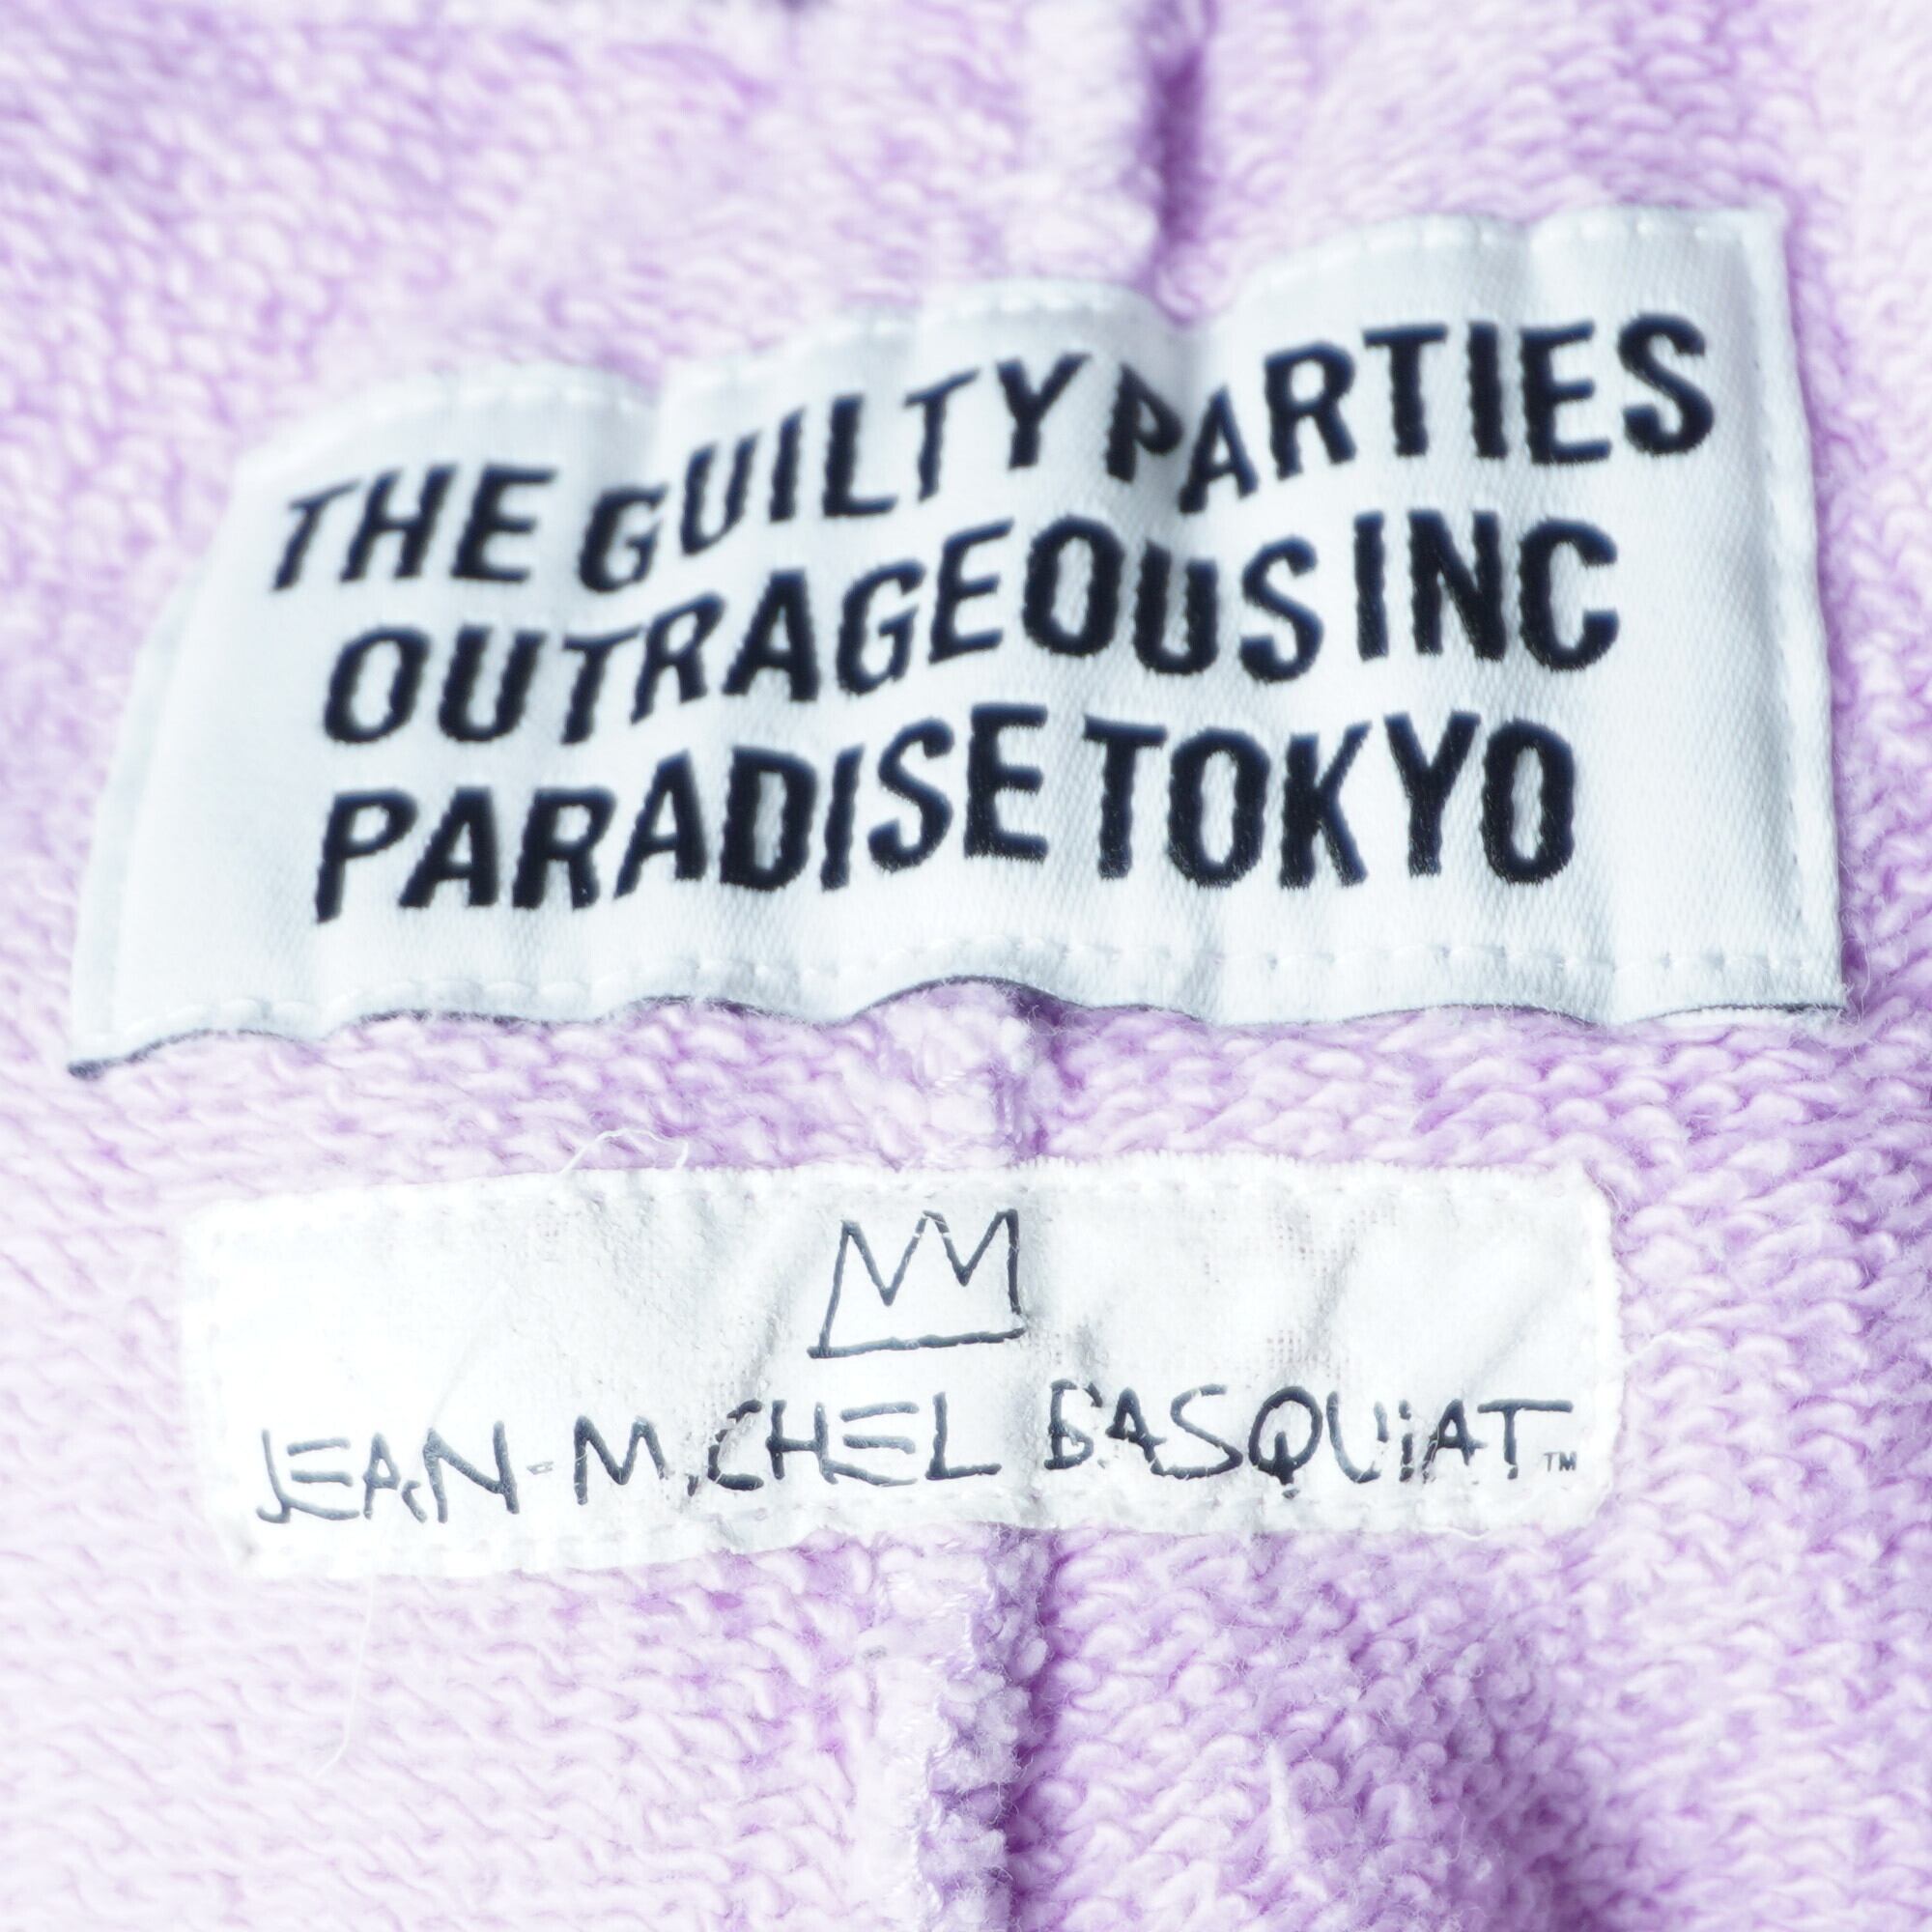 THE GUILTY PARTIES
OUTRAGEOUS INC
PARADISE TOKYO
JEAN-MICHEL BASQUIAT™